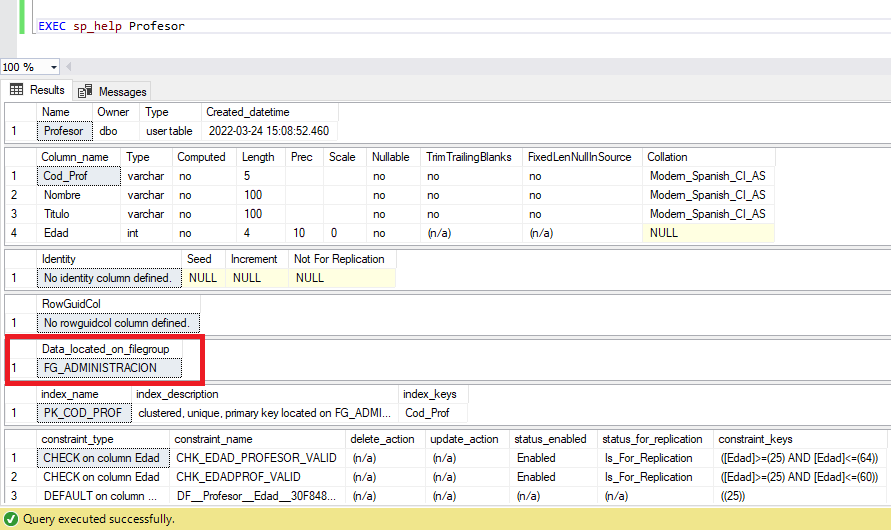 EXEC sp_help Profesor
100 %
Results Messages
Name Owner Type Created_datetime
1 Profesor dbo user table 2022-03-24 15:08:52.460
Column_name Type Computed Length Prec Scale Nullable TrimTrailingBlanks FixedLenNullInSource Collation
1 Cod_Prof varchar no 5 no no no Modern_Spanish_CI_AS
2 Nombre varchar no 100 no no no Modern_Spanish_CI_AS
3 Titulo varchar no 100 no no no Modern_Spanish_CI_AS
4 Edad int no 4 10 0 no (n/a) (n/a) NULL
Identity Seed Increment Not For Replication
1 No identity column defined. NULL NULL NULL
RowGuidCol
1 No rowguidcol column defined.
Data_located_on_filegroup
1 FG_ADMINISTRACION
index_name index_description index_keys
1 PK_COD_PROF clustered, unique, primary key located on FG_ADMI... Cod_Prof
constraint_type constraint_name delete_action update_action status_enabled status_for_replication constraint_keys
1 CHECK on column Edad CHK_EDAD_PROFESOR_VALID (n/a) (n/a) Enabled Is_For_Replication ([Edad]>=(25) AND [Edad]<=(64))
2 CHECK on column Edad CHK_EDADPROF_VALID (n/a) (n/a) Enabled Is_For_Replication ([Edad]>=(25) AND [Edad]<=(60))
3 DEFAULT on column ... DF__Profesor__Edad__30F848... (n/a) (n/a) (n/a) (n/a) ((25))
Query executed successfully.